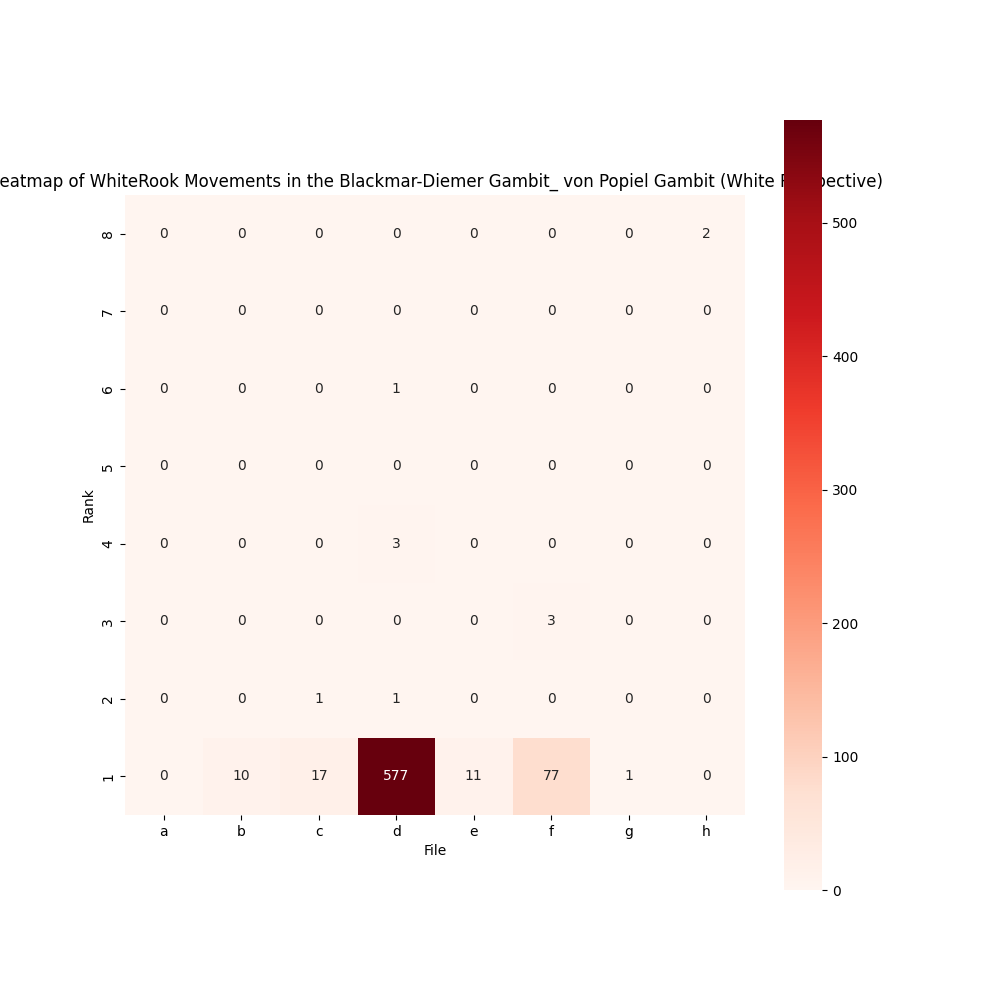 eatmap of WhiteRook Movements in the Blackmar-Diemer Gambit_ von Popiel Gambit (White pective)
8 0 0 0 0 0 0 0 2
7 0 0 0 0 0 0 0 0
6 0 0 0 1 0 0 0 0
5 0 0 0 0 0 0 0 0
4 0 0 0 3 0 0 0 0
3 0 0 0 0 0 3 0 0
2 0 0 1 1 0 0 0 0
1 0 10 17 577 11 77 1 0
a b c d e f g h
File
Rank
500
400
300
200
100
0